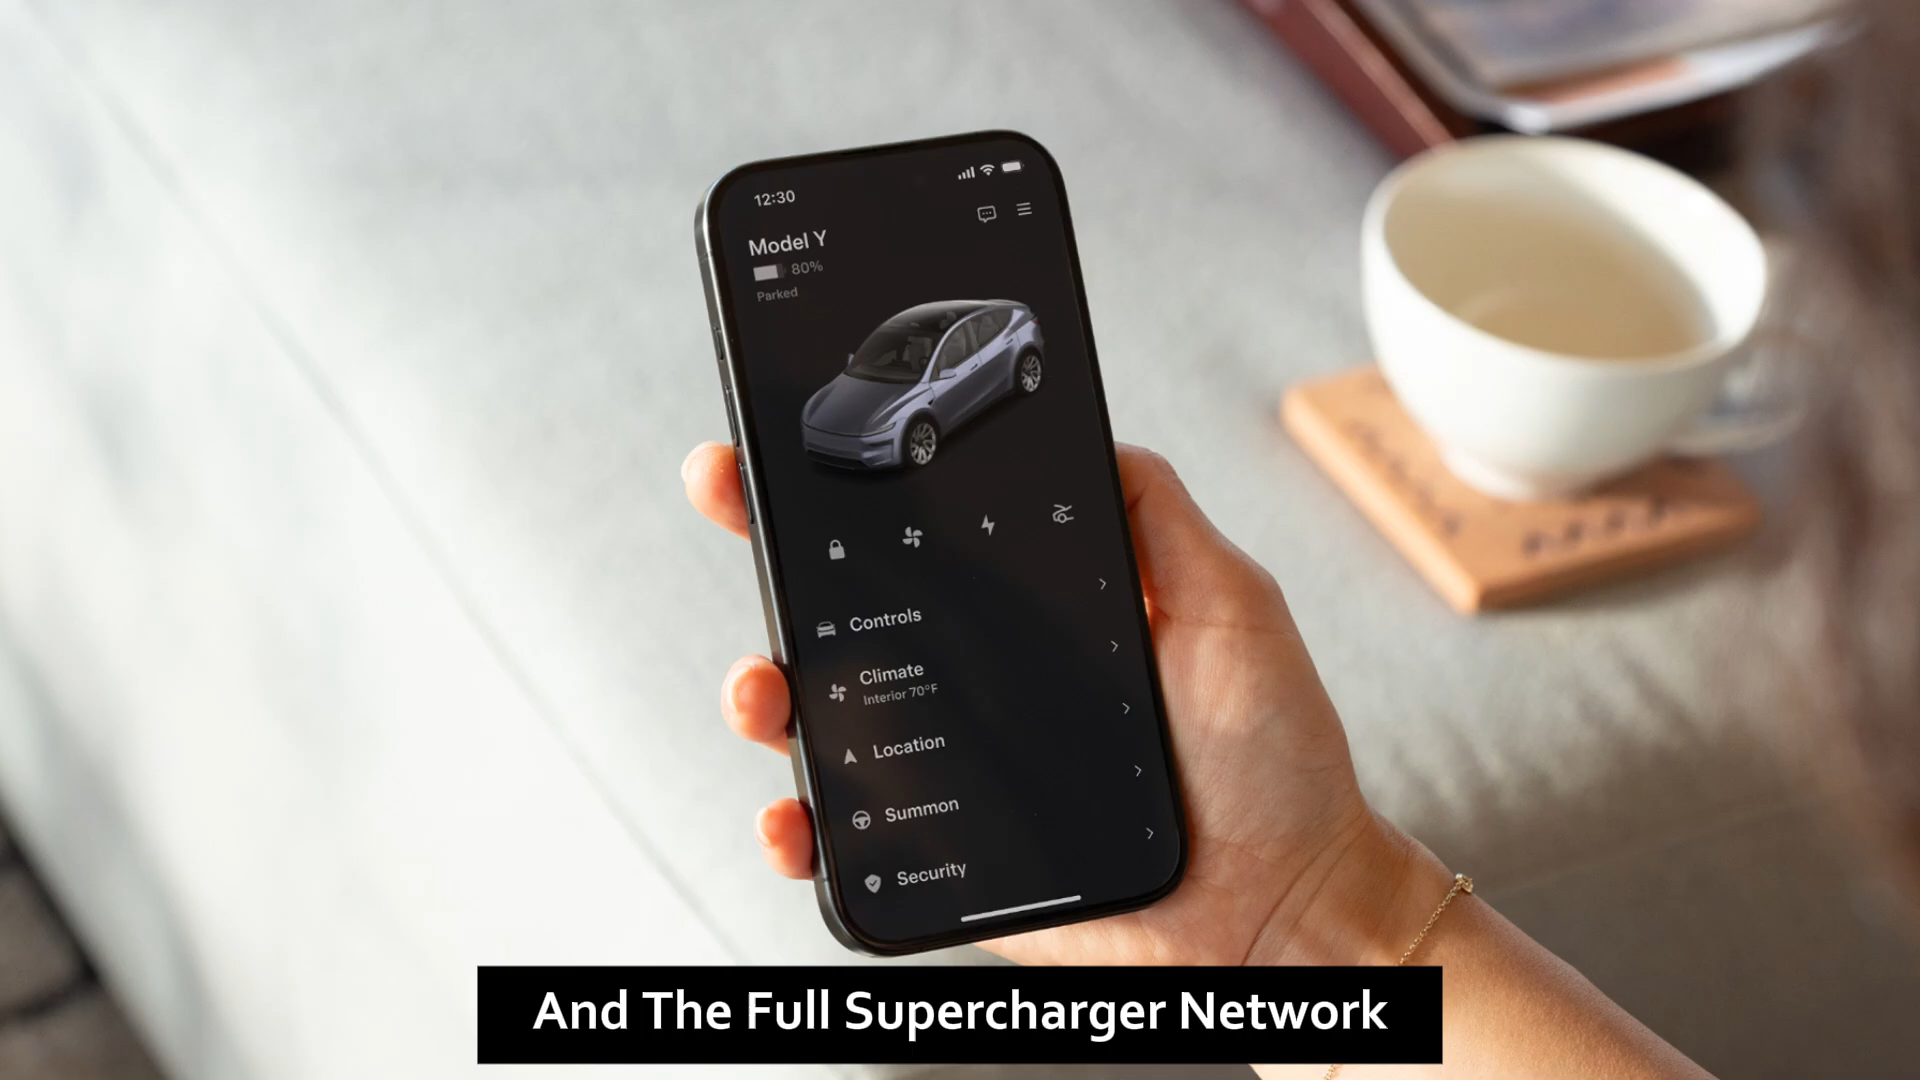 12:30
Model Y
80%
Parked
Controls
Climate
Interior 70°F
Location
Summon
Security
And The Full Supercharger Network